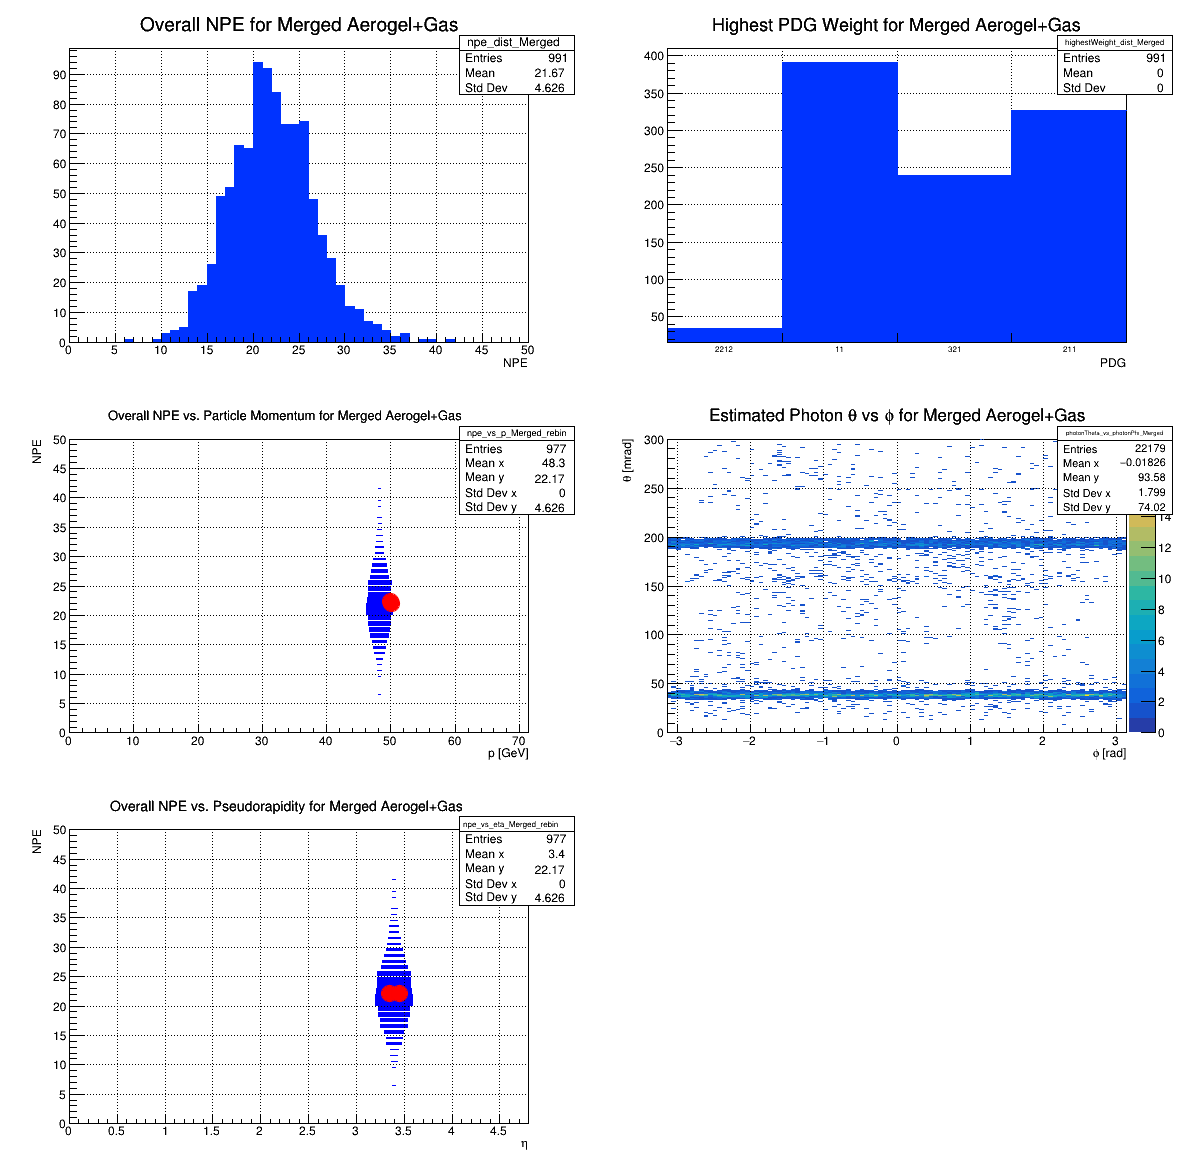 Overall NPE for Merged Aerogel+Gas
npe_dist_Merged
Entries 991
Mean 21.67
Std Dev 4.626
90
80
70
60
50
40
30
20
10
0
0 5 10 15 20 25 30 35 40 45 50
NPE
Highest PDG Weight for Merged Aerogel+Gas
highestWeight_dist_Merged
Entries 991
Mean 0
Std Dev 0
400
350
300
250
200
150
100
50
2212 11 321 211
PDG
Overall NPE vs. Particle Momentum for Merged Aerogel+Gas
npe_vs_p_Merged_rebin
Entries 977
Mean x 48.3
Mean y 22.17
Std Dev x 0
Std Dev y 4.626
NPE
50
45
40
35
30
25
20
15
10
5
0
0 10 20 30 40 50 60 70
p [GeV]
Estimated Photon θ vs ϕ for Merged Aerogel+Gas
photonTheta_vs_photonPhi_Merged
Entries 22179
Mean x −0.01826
Mean y 93.58
Std Dev x 1.799
Std Dev y 74.02
θ [mrad]
300
250
200
150
100
50
0
−3 −2 −1 0 1 2 3
ϕ [rad]
14
12
10
8
6
4
2
0
Overall NPE vs. Pseudorapidity for Merged Aerogel+Gas
npe_vs_eta_Merged_rebin
Entries 977
Mean x 3.4
Mean y 22.17
Std Dev x 0
Std Dev y 4.626
NPE
50
45
40
35
30
25
20
15
10
5
0
0 0.5 1 1.5 2 2.5 3 3.5 4 4.5
η